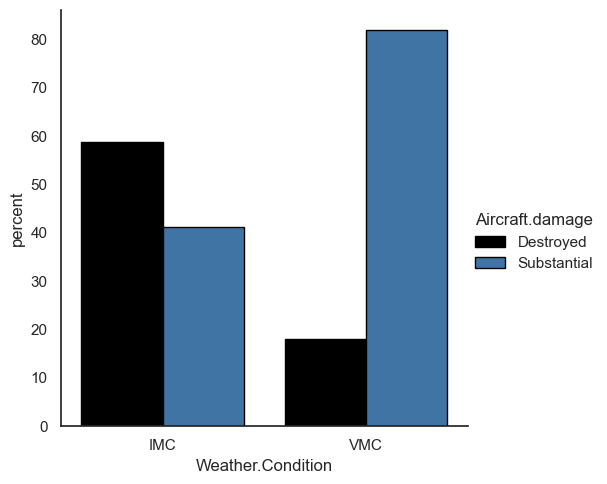 80
70
60
50
40
30
20
10
0
percent
IMC
VMC
Weather.Condition
Aircraft.damage
Destroyed
Substantial